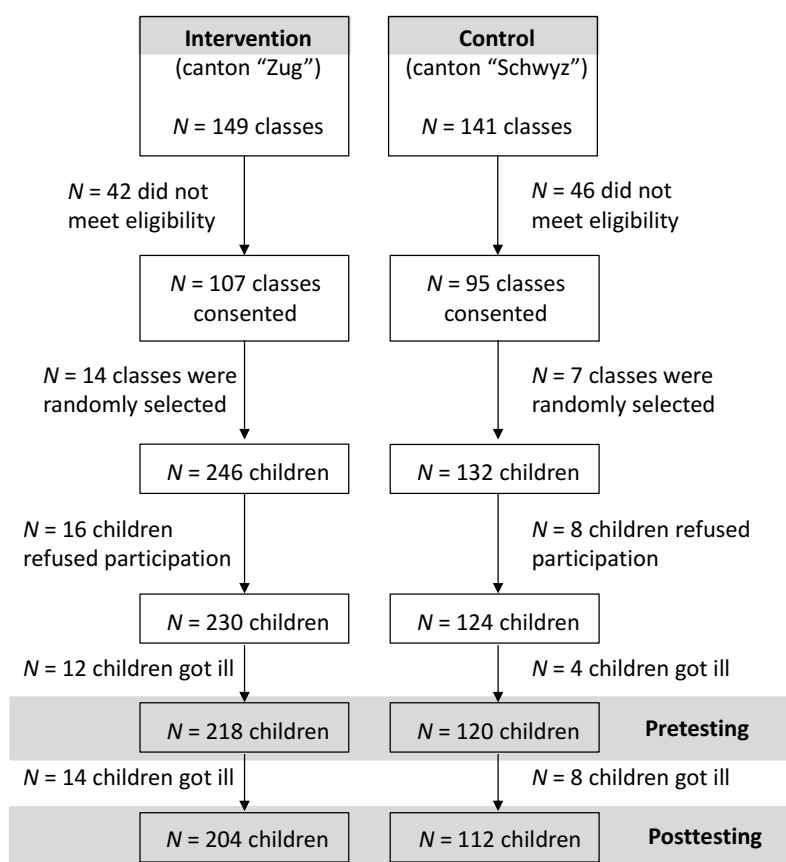 Intervention
(canton “Zug”)
N = 149 classes
Control
(canton “Schwyz”)
N = 141 classes
N = 42 did not
meet eligibility
N = 46 did not
meet eligibility
N = 107 classes
consented
N = 95 classes
consented
N = 14 classes were
randomly selected
N = 7 classes were
randomly selected
N = 246 children
N = 132 children
N = 16 children
refused participation
N = 8 children refused
participation
N = 230 children
N = 124 children
N = 12 children got ill
N = 4 children got ill
N = 218 children
N = 120 children
Pretesting
N = 14 children got ill
N = 8 children got ill
N = 204 children
N = 112 children
Posttesting